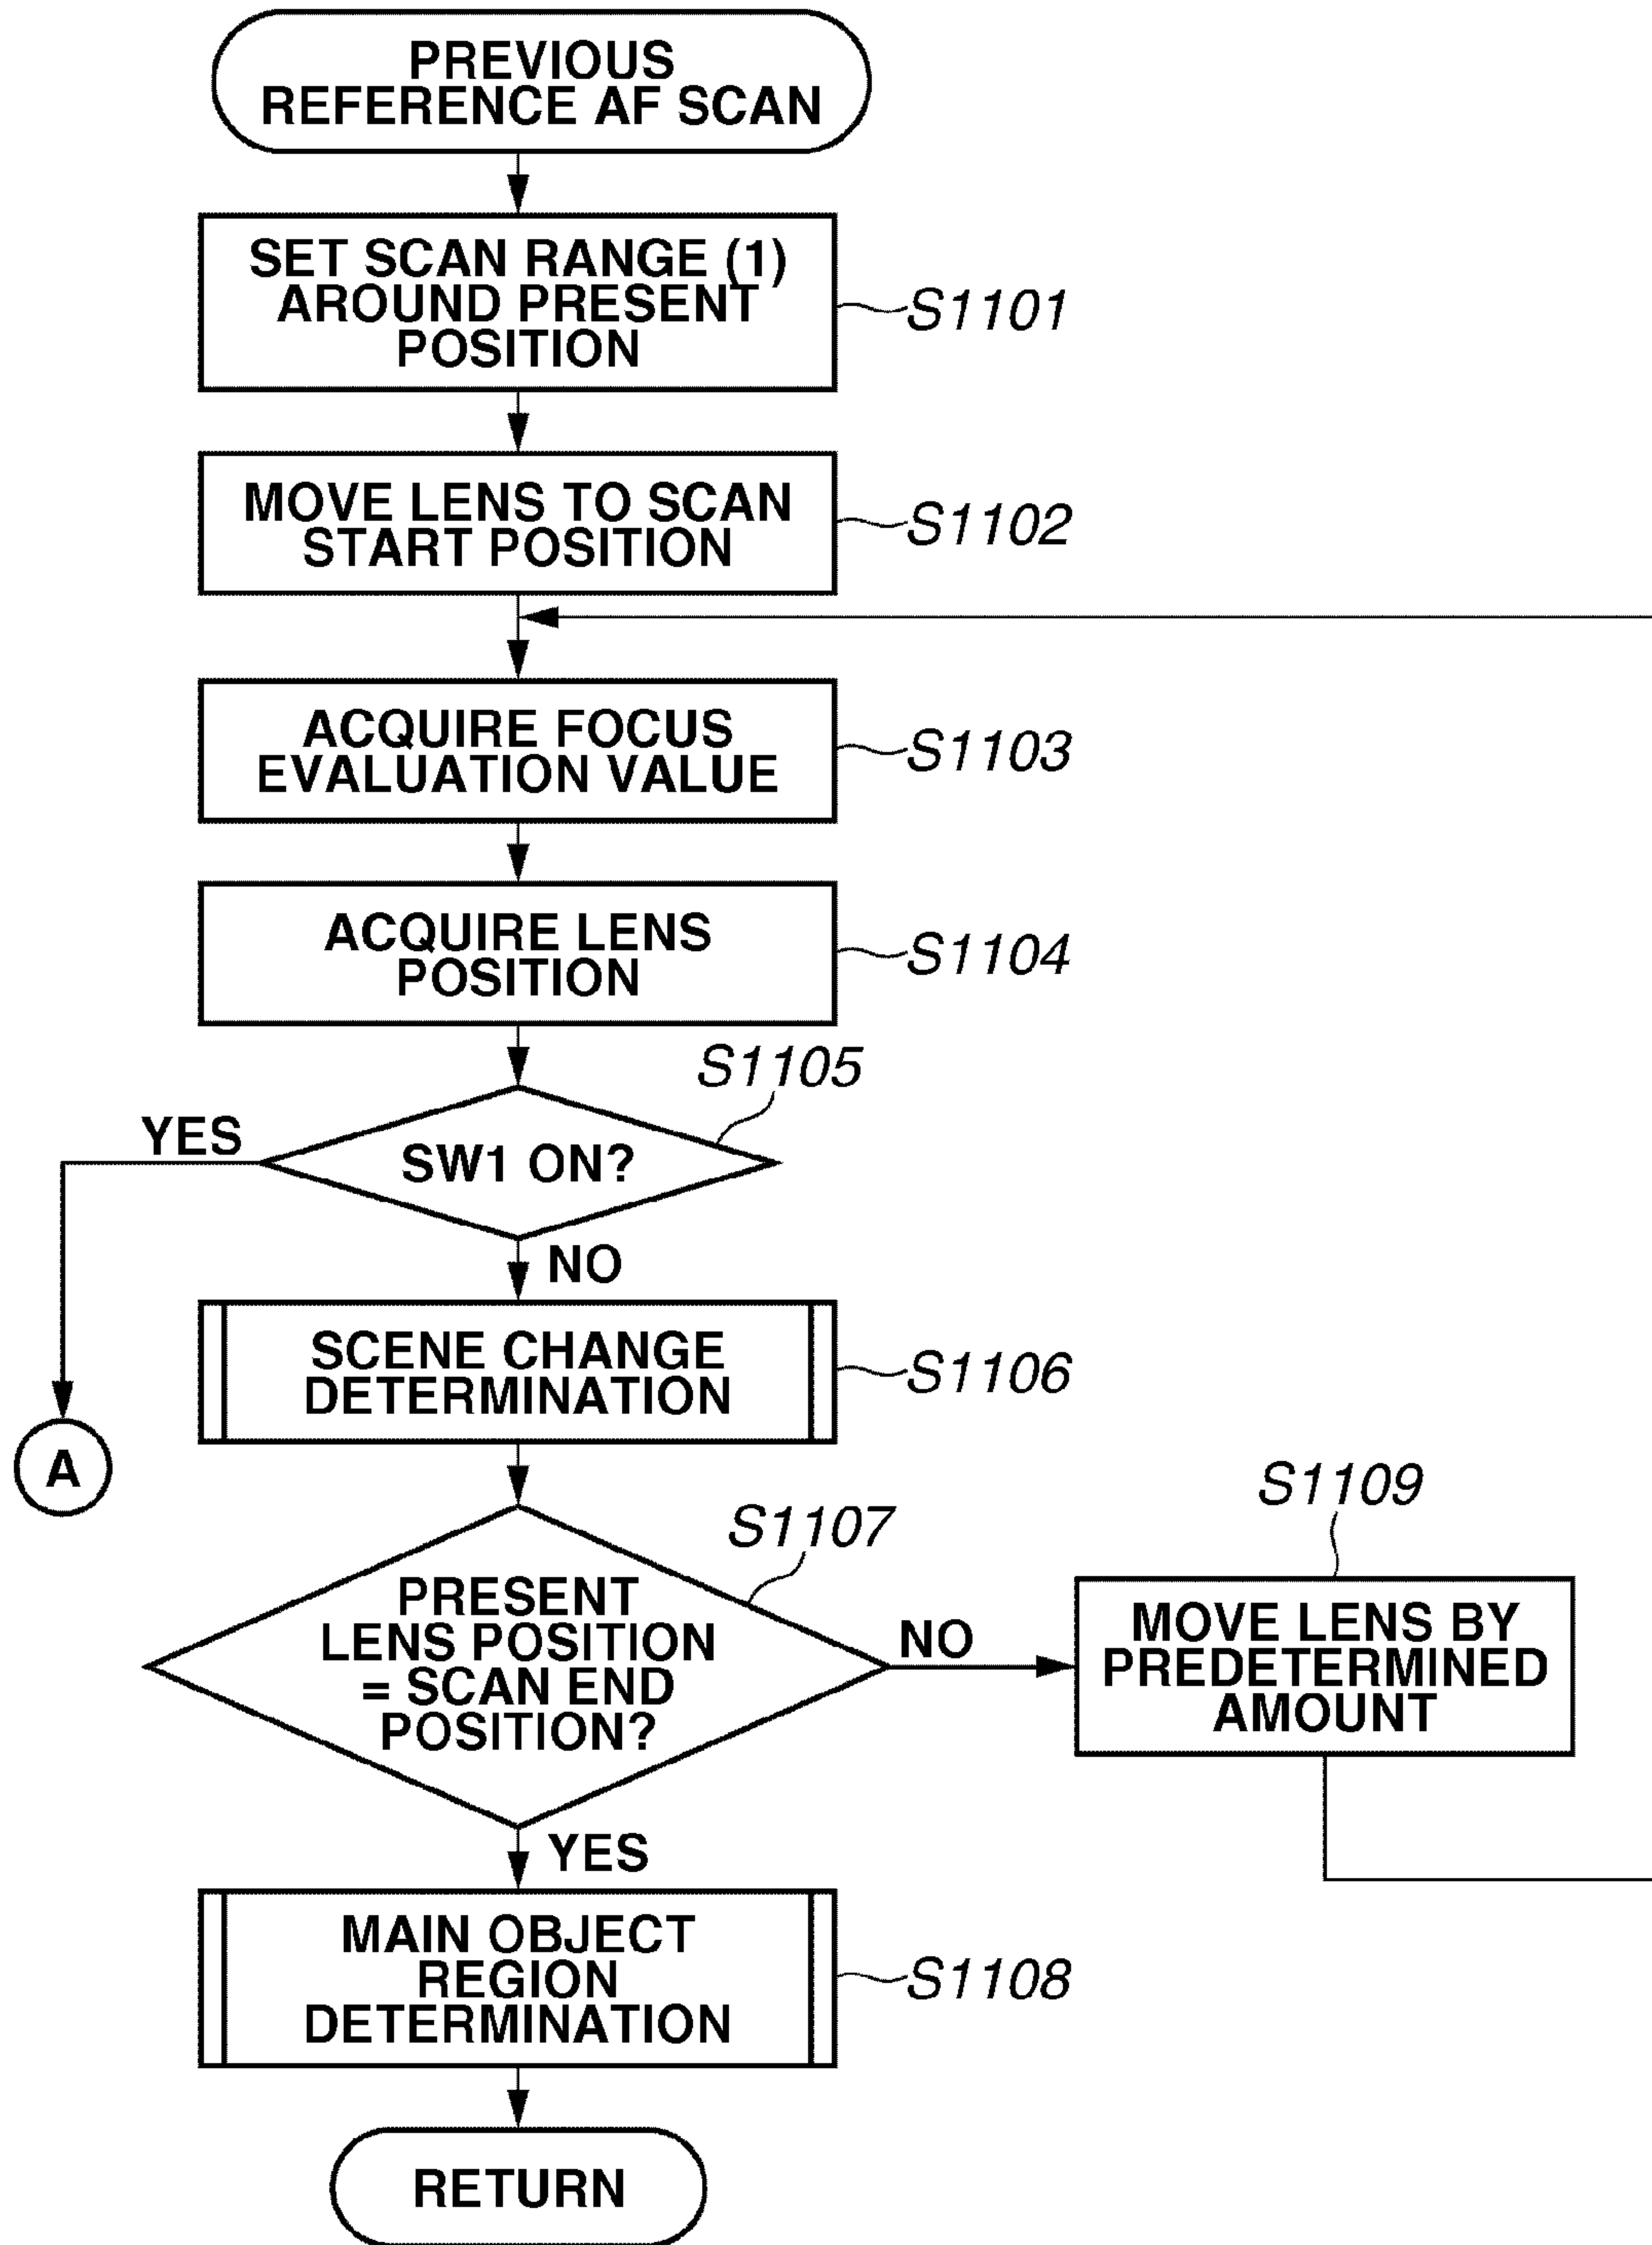 PREVIOUS
REFERENCE AF SCAN
SET SCAN RANGE (1)
AROUND PRESENT
POSITION
S1101
MOVE LENS TO SCAN
START POSITION
S1102
ACQUIRE FOCUS
EVALUATION VALUE
S1103
ACQUIRE LENS
POSITION
S1104
S1105
YES
SW1 ON?
NO
SCENE CHANGE
DETERMINATION
S1106
A
S1107
PRESENT
LENS POSITION
= SCAN END
POSITION?
NO
S1109
MOVE LENS BY
PREDETERMINED
AMOUNT
YES
MAIN OBJECT
REGION
DETERMINATION
S1108
RETURN